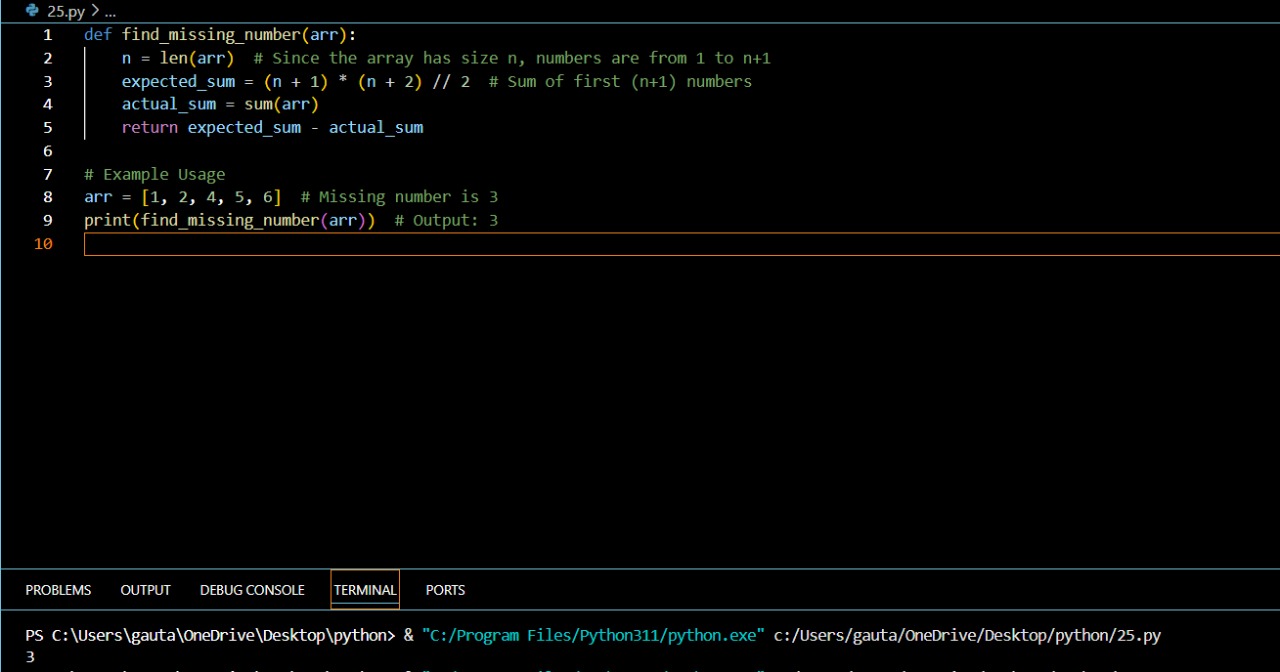 25.py > ...
1 def find_missing_number(arr):
2     n = len(arr)  # Since the array has size n, numbers are from 1 to n+1
3     expected_sum = (n + 1) * (n + 2) // 2  # Sum of first (n+1) numbers
4     actual_sum = sum(arr)
5     return expected_sum - actual_sum
6
7 # Example Usage
8 arr = [1, 2, 4, 5, 6]  # Missing number is 3
9 print(find_missing_number(arr))  # Output: 3
10
PROBLEMS OUTPUT DEBUG CONSOLE TERMINAL PORTS
PS C:\Users\gauta\OneDrive\Desktop\python> & "C:/Program Files/Python311/python.exe" c:/Users/gauta/OneDrive/Desktop/python/25.py
3